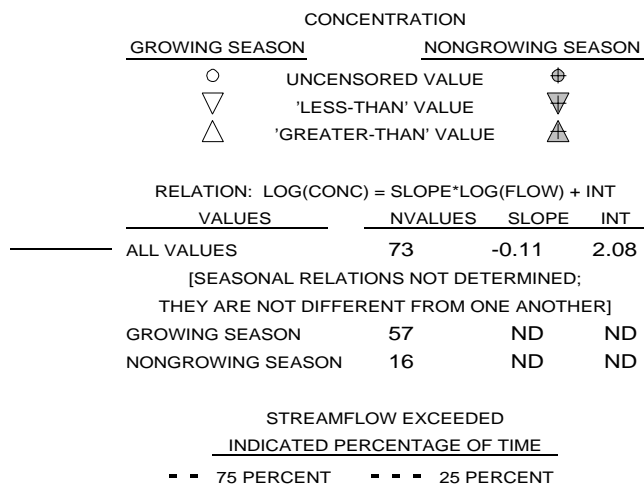 CONCENTRATION
GROWING SEASON NONGROWING SEASON
UNCENSORED VALUE
'LESS-THAN' VALUE
'GREATER-THAN' VALUE
RELATION: LOG(CONC) = SLOPE*LOG(FLOW) + INT
VALUES NVALUES SLOPE INT
ALL VALUES 73 -0.11 2.08
[SEASONAL RELATIONS NOT DETERMINED;
THEY ARE NOT DIFFERENT FROM ONE ANOTHER]
GROWING SEASON 57 ND ND
NONGROWING SEASON 16 ND ND
STREAMFLOW EXCEEDED
INDICATED PERCENTAGE OF TIME
75 PERCENT 25 PERCENT